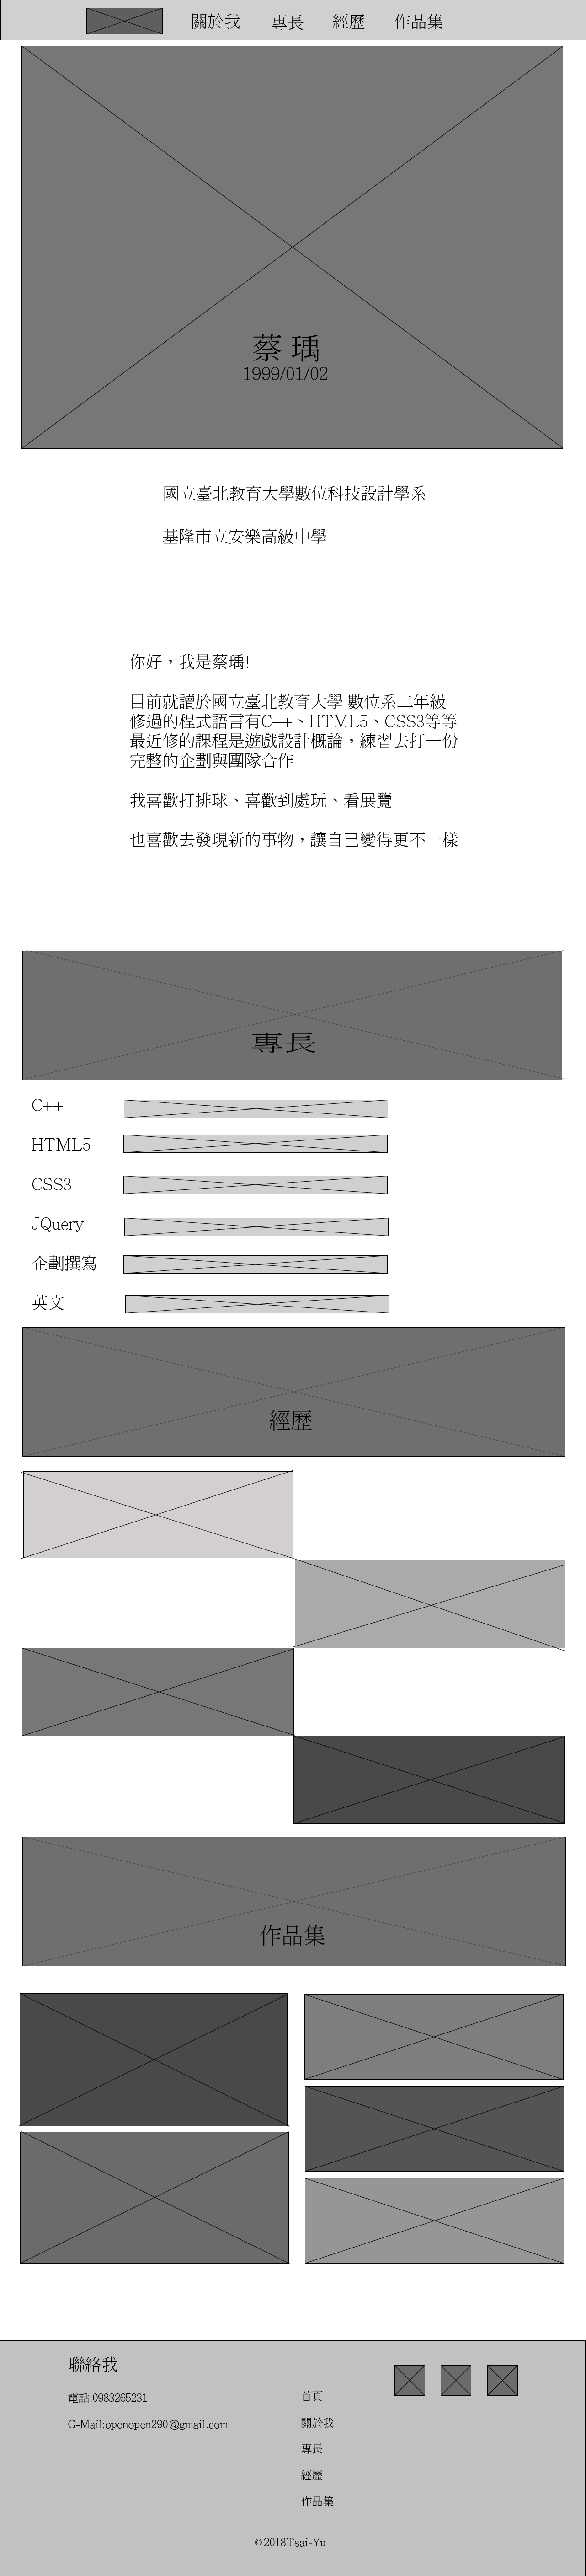 關於我 專長 經歷 作品集
蔡 瑀
1999/01/02
國立臺北教育大學數位科技設計學系
基隆市立安樂高級中學
你好，我是蔡瑀!
目前就讀於國立臺北教育大學 數位系二年級
修過的程式語言有C++、HTML5、CSS3等等
最近修的課程是遊戲設計概論，練習去打一份
完整的企劃與團隊合作
我喜歡打排球、喜歡到處玩、看展覽
也喜歡去發現新的事物，讓自己變得更不一樣
專長
C++
HTML5
CSS3
JQuery
企劃撰寫
英文
經歷
作品集
聯絡我
電話:0983265231
G-Mail:openopen290@gmail.com
首頁
關於我
專長
經歷
作品集
©2018Tsai-Yu